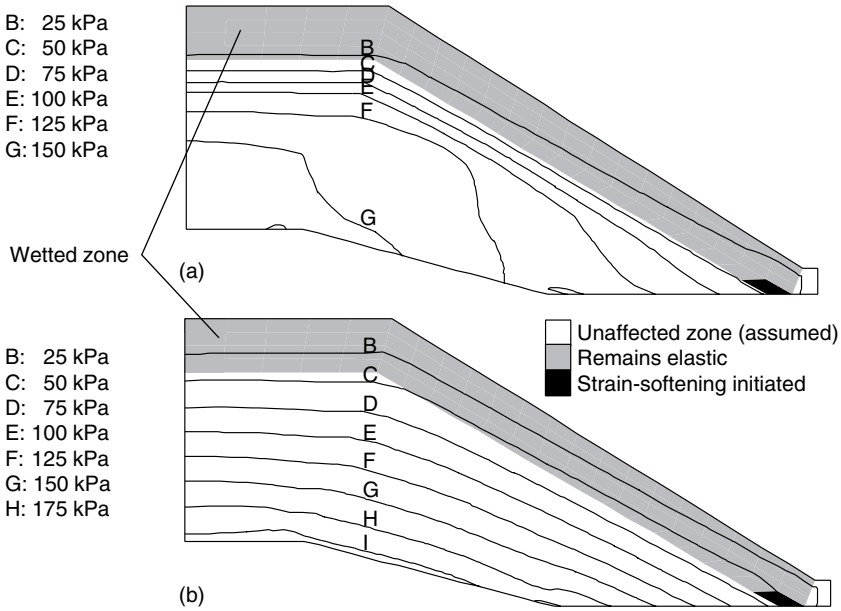 B: 25 kPa
C: 50 kPa
D: 75 kPa
E: 100 kPa
F: 125 kPa
G: 150 kPa
B
C
D
E
F
G
Wetted zone
(a)
B: 25 kPa
C: 50 kPa
D: 75 kPa
E: 100 kPa
F: 125 kPa
G: 150 kPa
H: 175 kPa
B
C
D
E
F
G
H
I
Unaffected zone (assumed)
Remains elastic
Strain-softening initiated
(b)